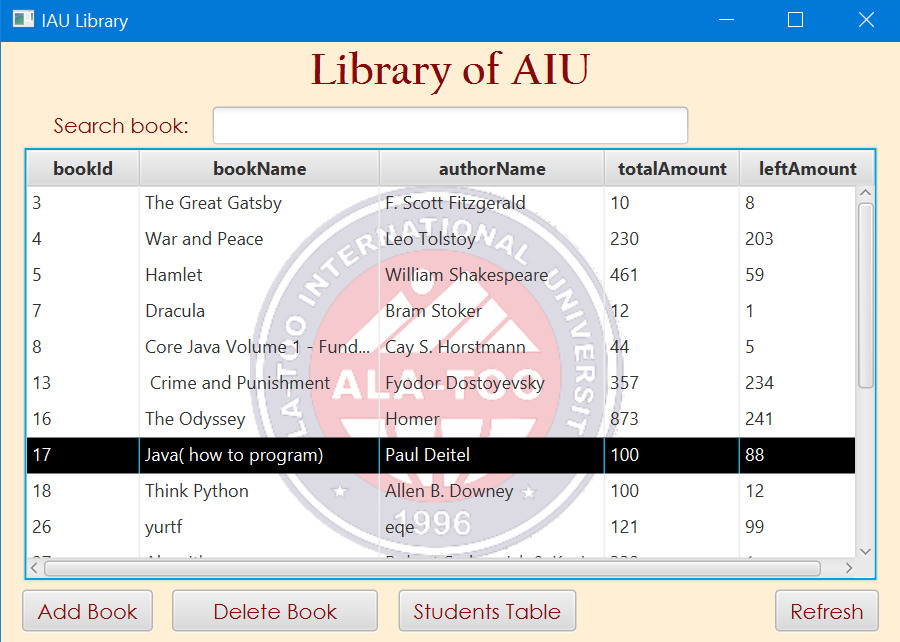 IAU Library
Library of AIU
Search book:
bookId bookName authorName totalAmount leftAmount
3 The Great Gatsby F. Scott Fitzgerald 10 8
4 War and Peace Leo Tolstoy 230 203
5 Hamlet William Shakespeare 461 59
7 Dracula Bram Stoker 12 1
8 Core Java Volume 1 - Fund... Cay S. Horstmann 44 5
13 Crime and Punishment Fyodor Dostoyevsky 357 234
16 The Odyssey Homer 873 241
17 Java( how to program) Paul Deitel 100 88
18 Think Python Allen B. Downey 100 12
26 yurtf eqe 121 99
ALA-TOO INTERNATIONAL UNIVERSITY
ALA-TOO
1996
Add Book Delete Book Students Table Refresh